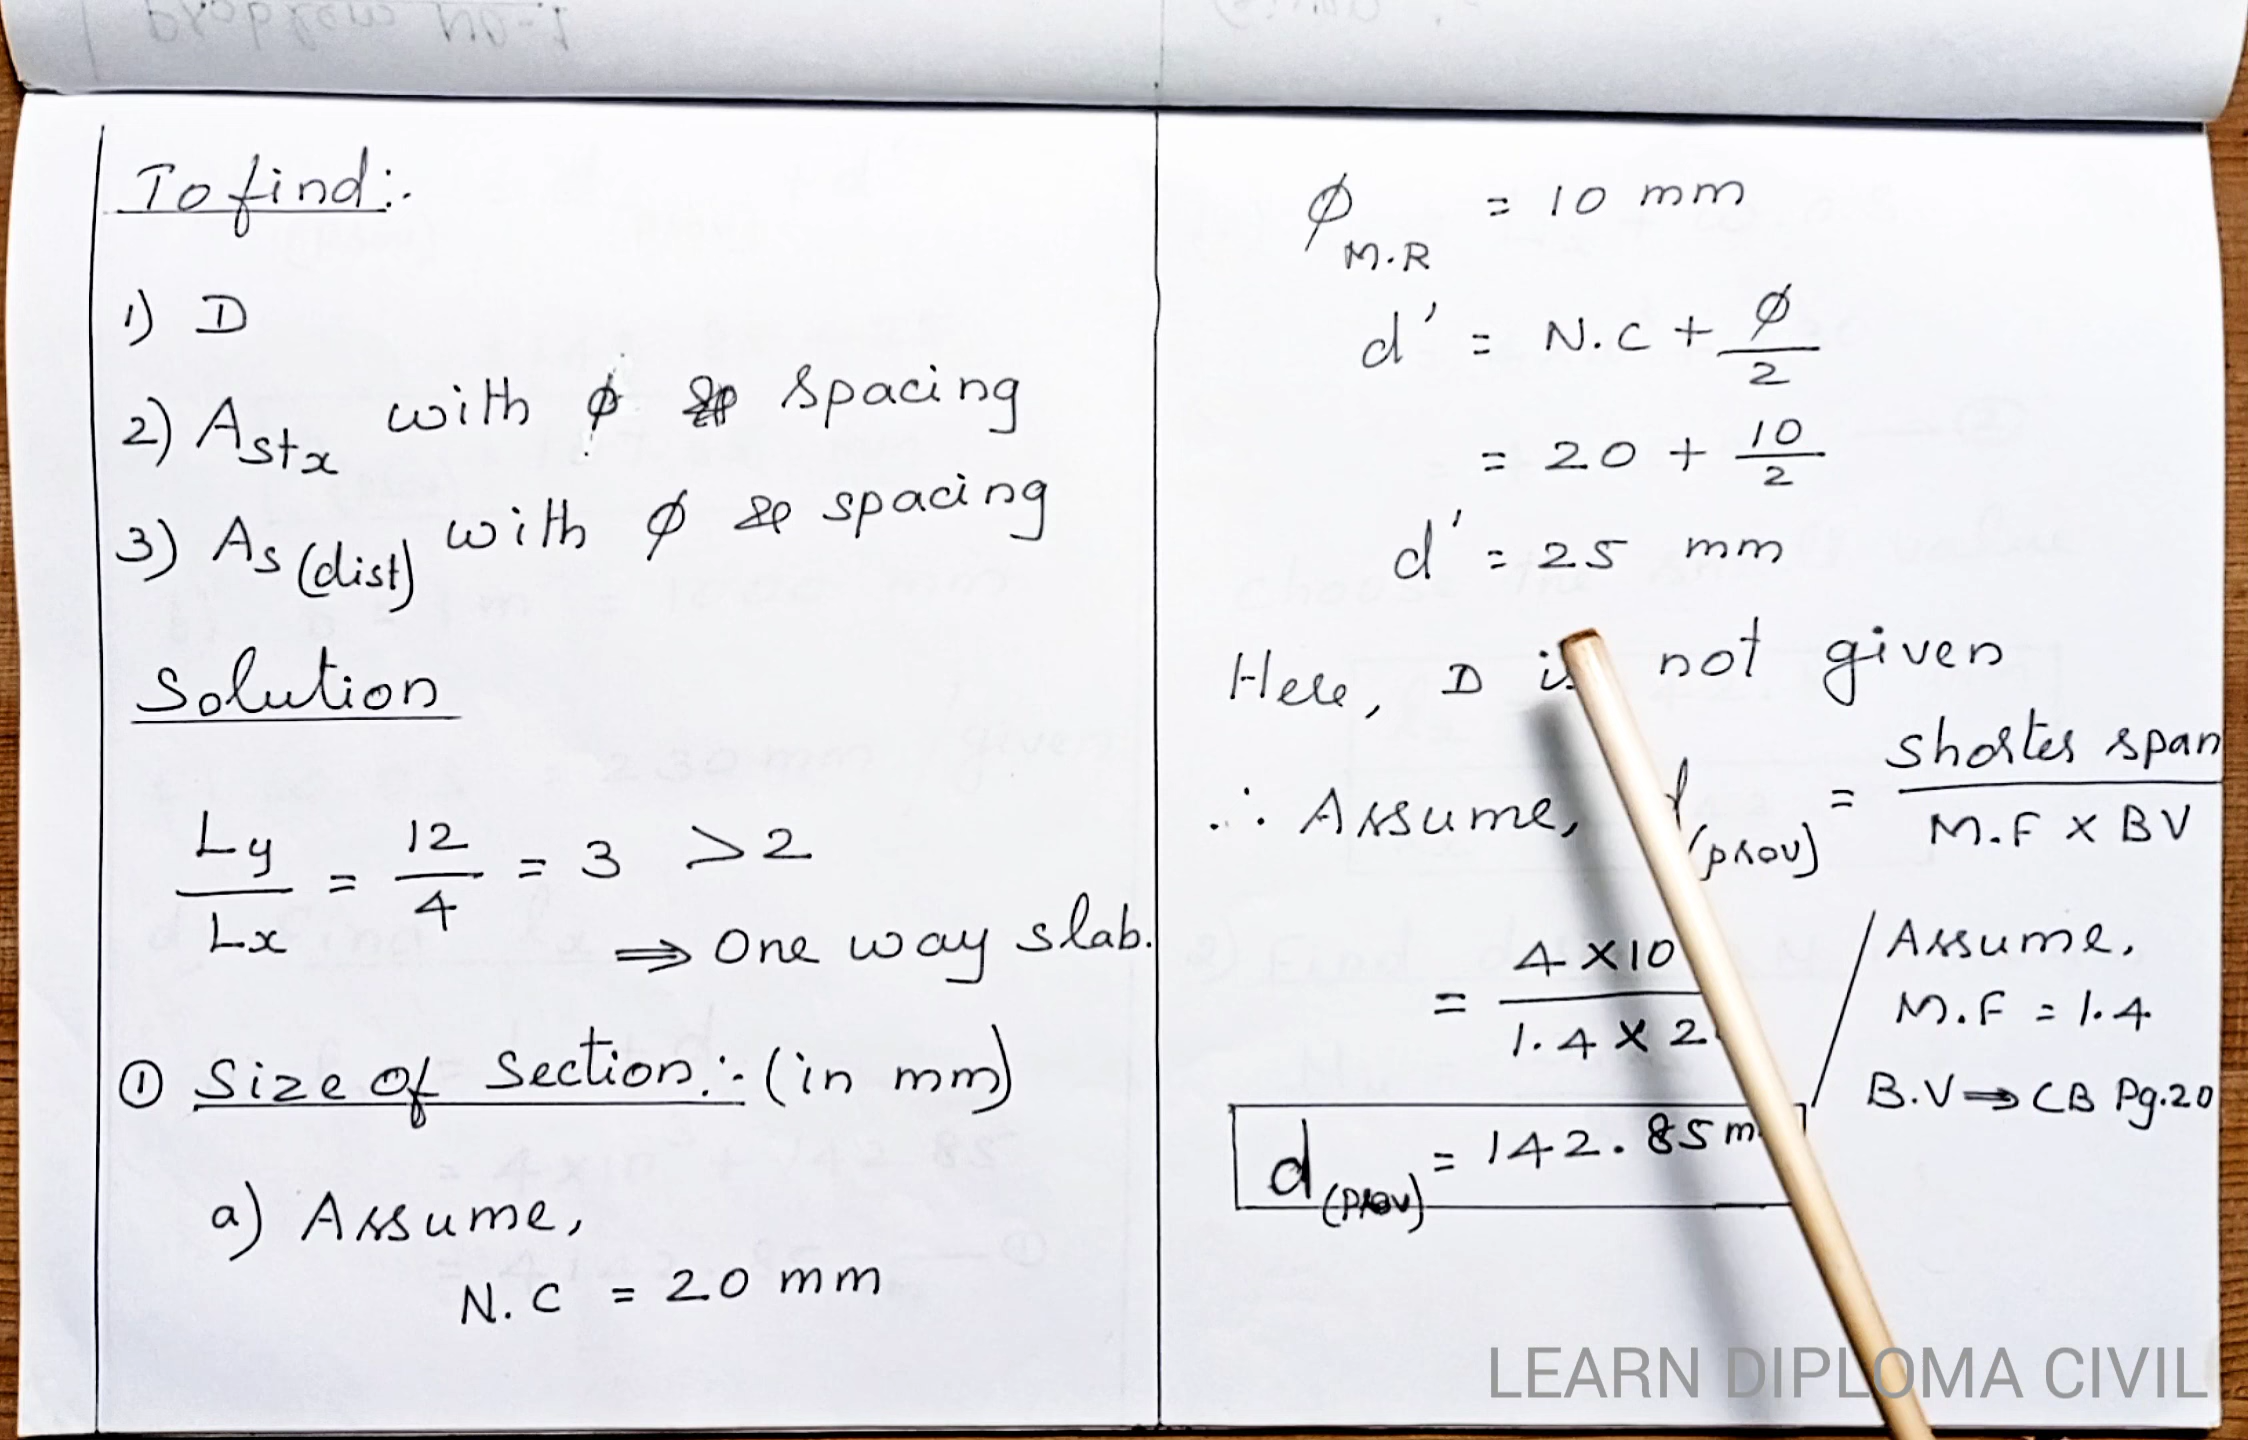 To find:-
1) D
2) Astx with ϕ & spacing
3) As (dist) with ϕ & spacing
Solution
Ly/Lx = 12/4 = 3 > 2
⇒ One way slab.
① Size of Section:- (in mm)
a) Assume,
N.C = 20 mm
ϕ M.R = 10 mm
d' = N.C + ϕ/2
= 20 + 10/2
d' = 25 mm
Here, D is not given
∴ Assume, (prov) = shorter span / M.F x BV
= 4 x 10 / 1.4 x 2
Assume,
M.F = 1.4
B.V ⇒ CB Pg.20
d (prov) = 142.85
LEARN DIPLOMA CIVIL